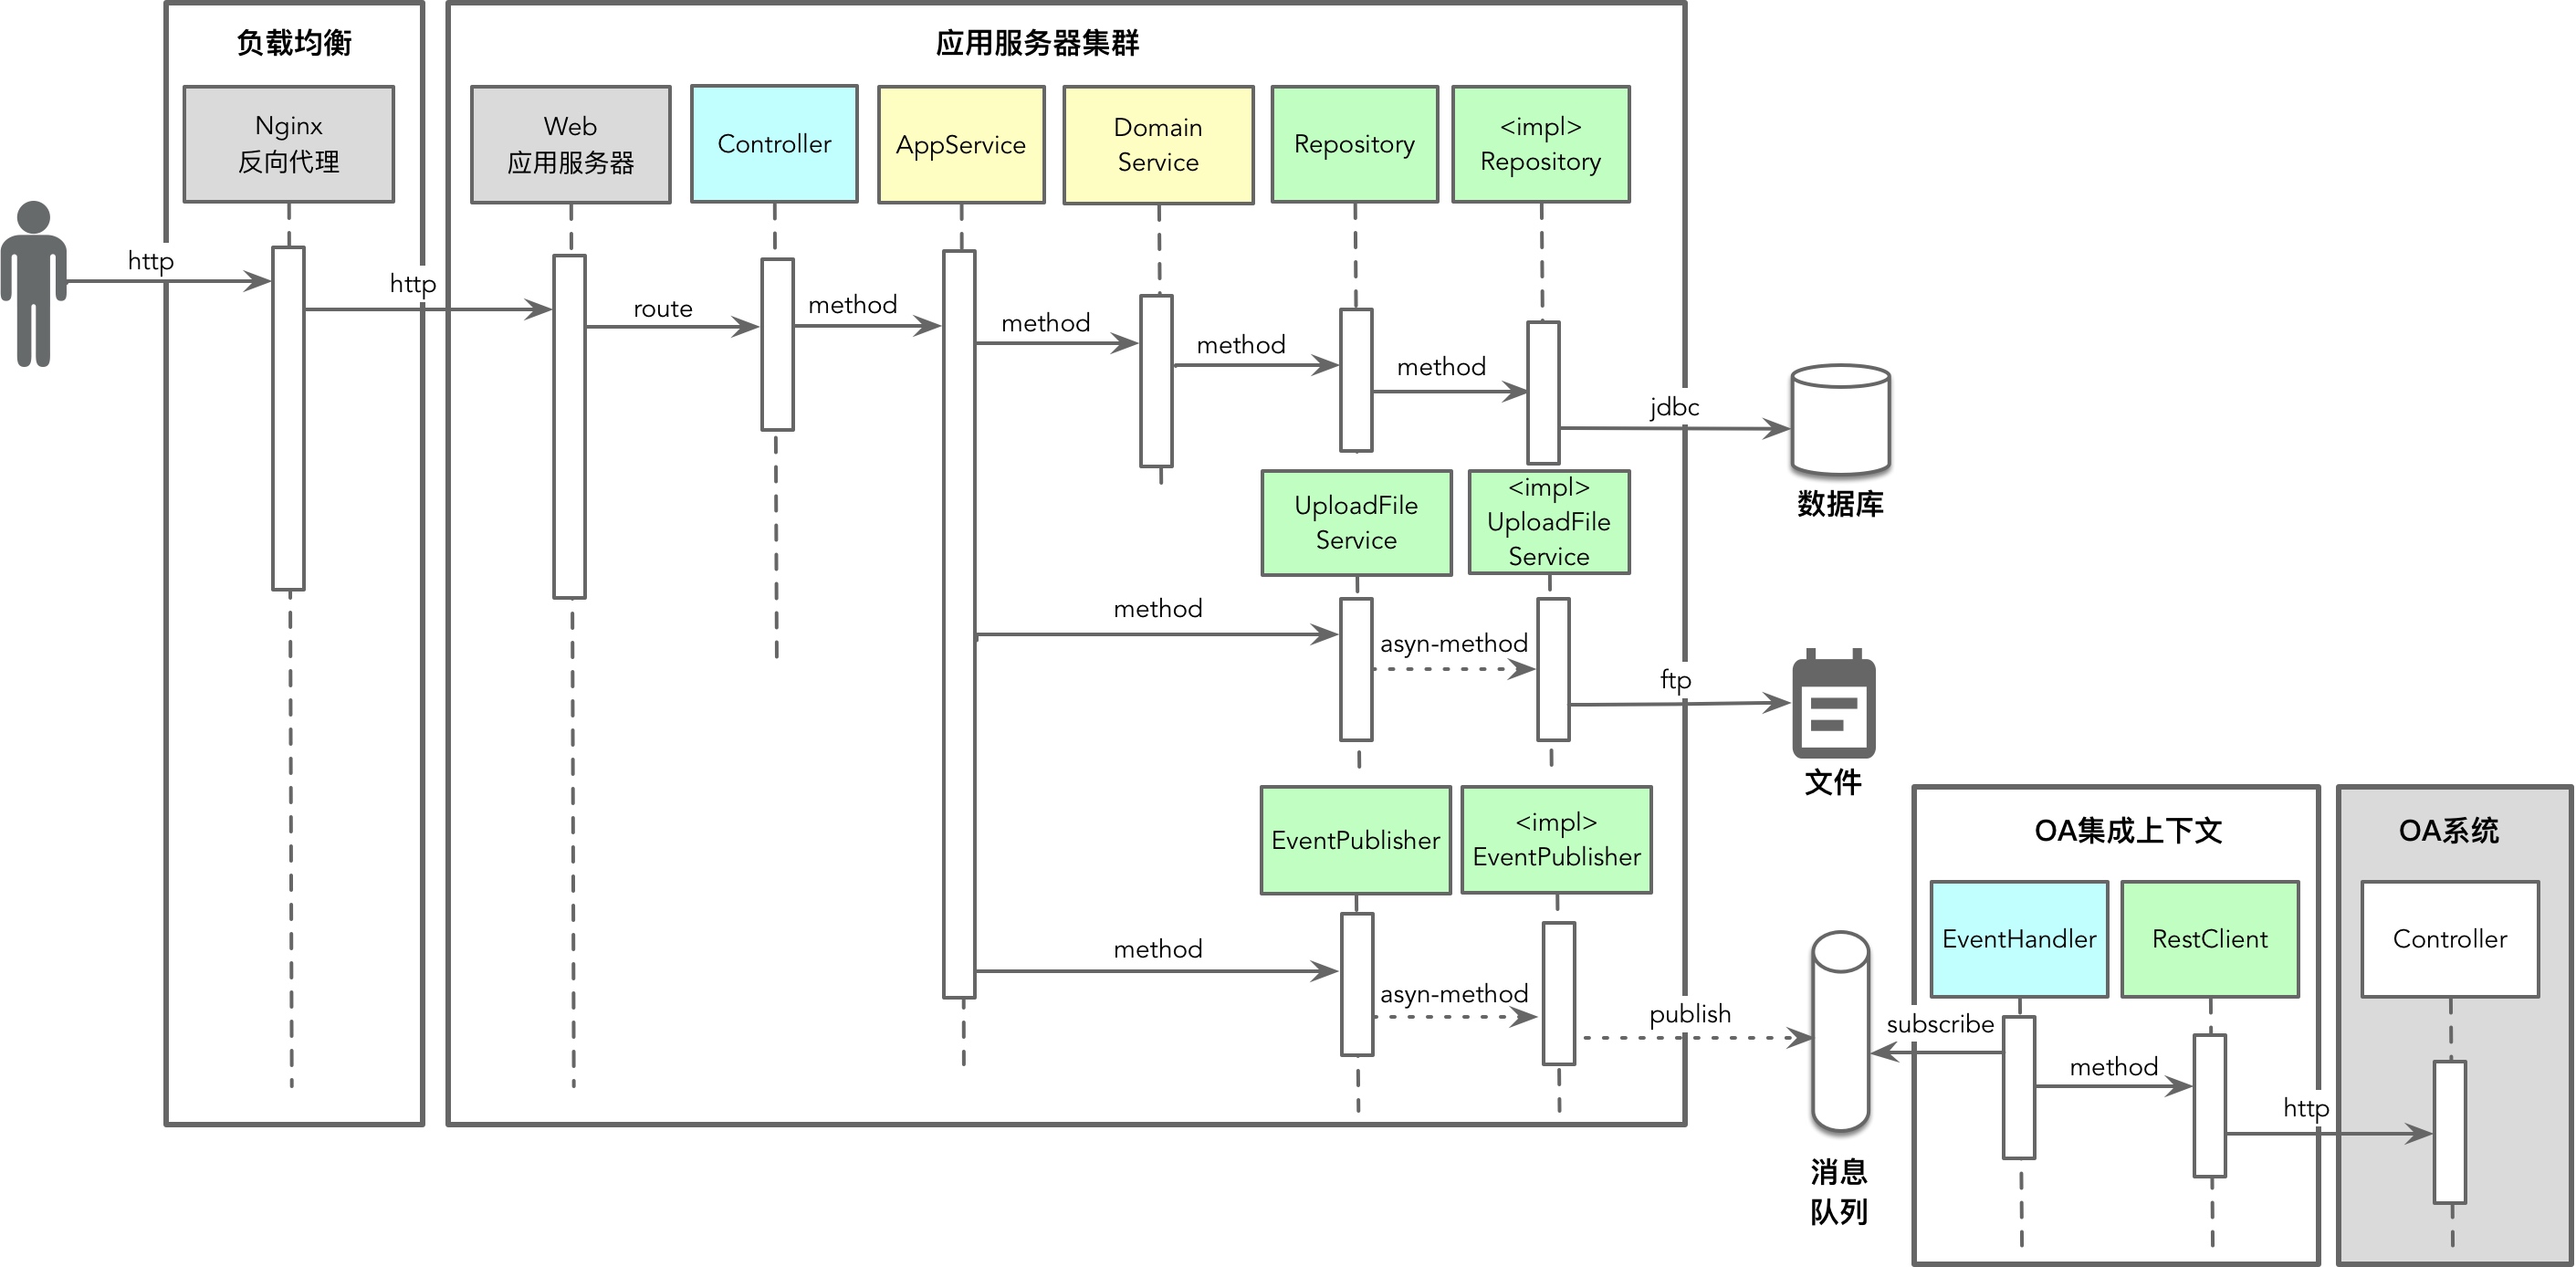 负载均衡
应用服务器集群
Nginx
反向代理
Web
应用服务器
Controller
AppService
Domain
Service
Repository
<impl>
Repository
http
http
route
method
method
method
method
jdbc
数据库
UploadFile
Service
<impl>
UploadFile
Service
method
asyn-method
ftp
文件
EventPublisher
<impl>
EventPublisher
method
asyn-method
publish
消息
队列
OA集成上下文
EventHandler
RestClient
subscribe
method
http
OA系统
Controller